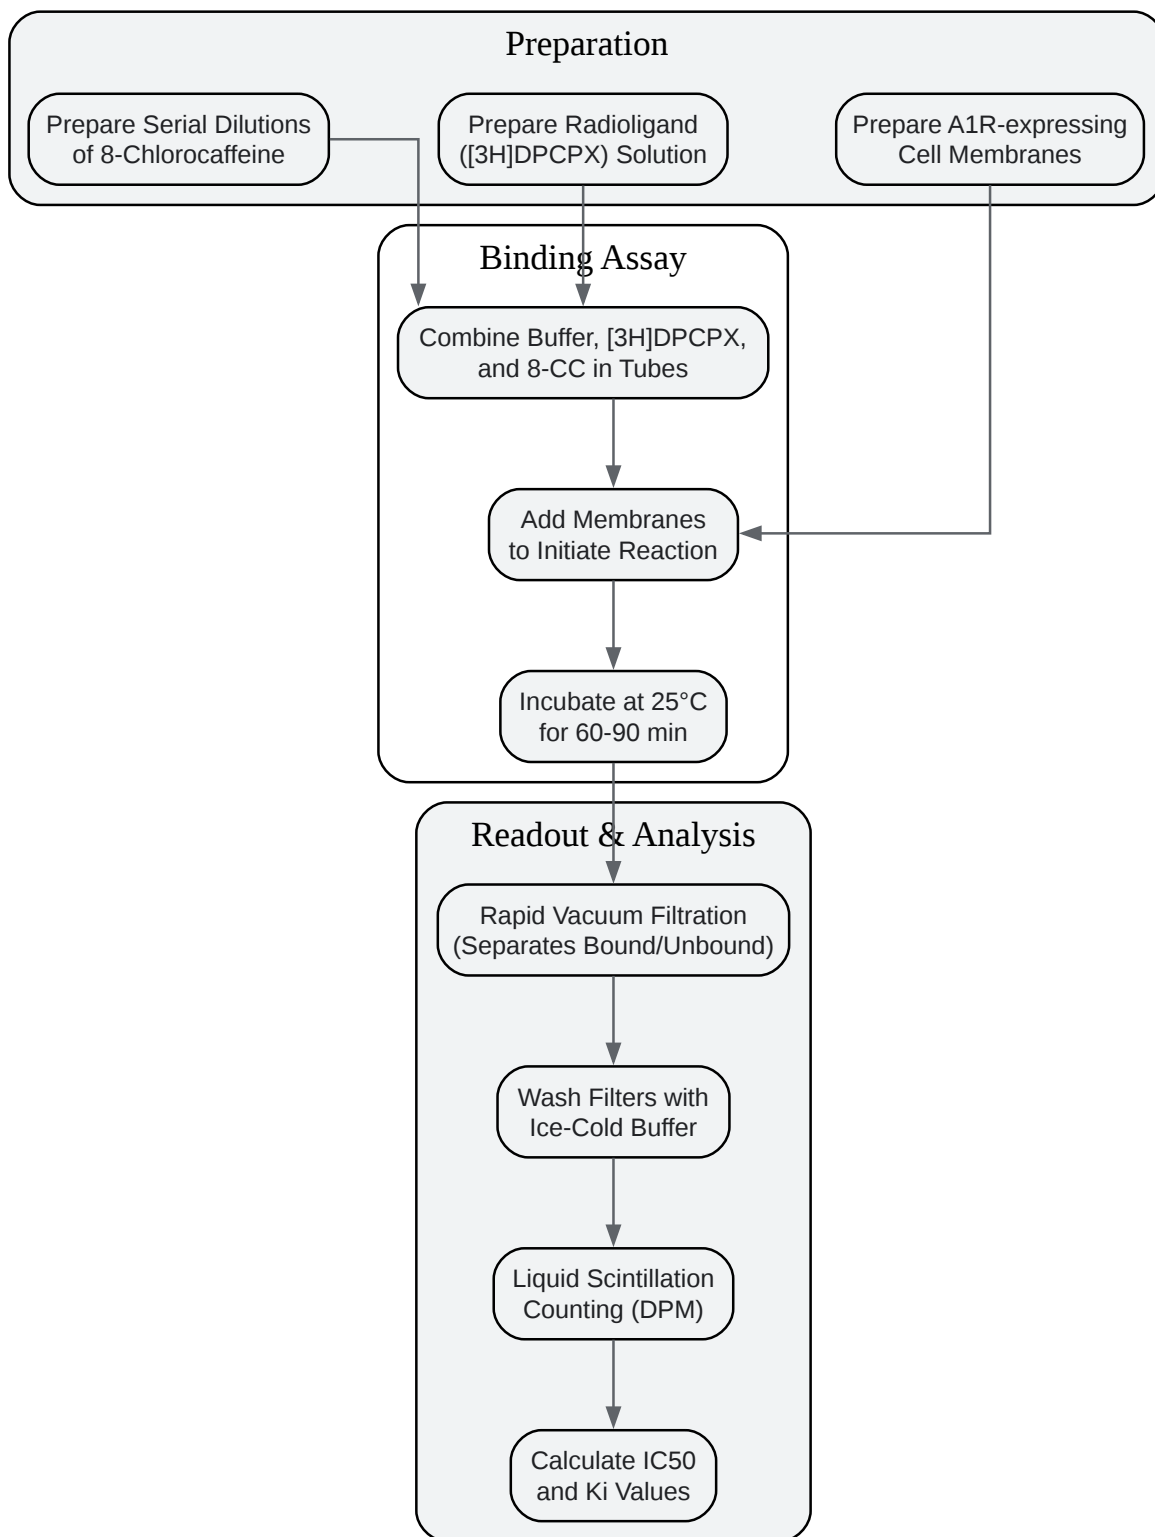 Preparation
Prepare Serial Dilutions
of 8-Chlorocaffeine
Prepare Radioligand
([3H]DPCPX) Solution
Prepare A1R-expressing
Cell Membranes
Binding Assay
Combine Buffer, [3H]DPCPX,
and 8-CC in Tubes
Add Membranes
to Initiate Reaction
Incubate at 25°C
for 60-90 min
Readout & Analysis
Rapid Vacuum Filtration
(Separates Bound/Unbound)
Wash Filters with
Ice-Cold Buffer
Liquid Scintillation
Counting (DPM)
Calculate IC50
and Ki Values